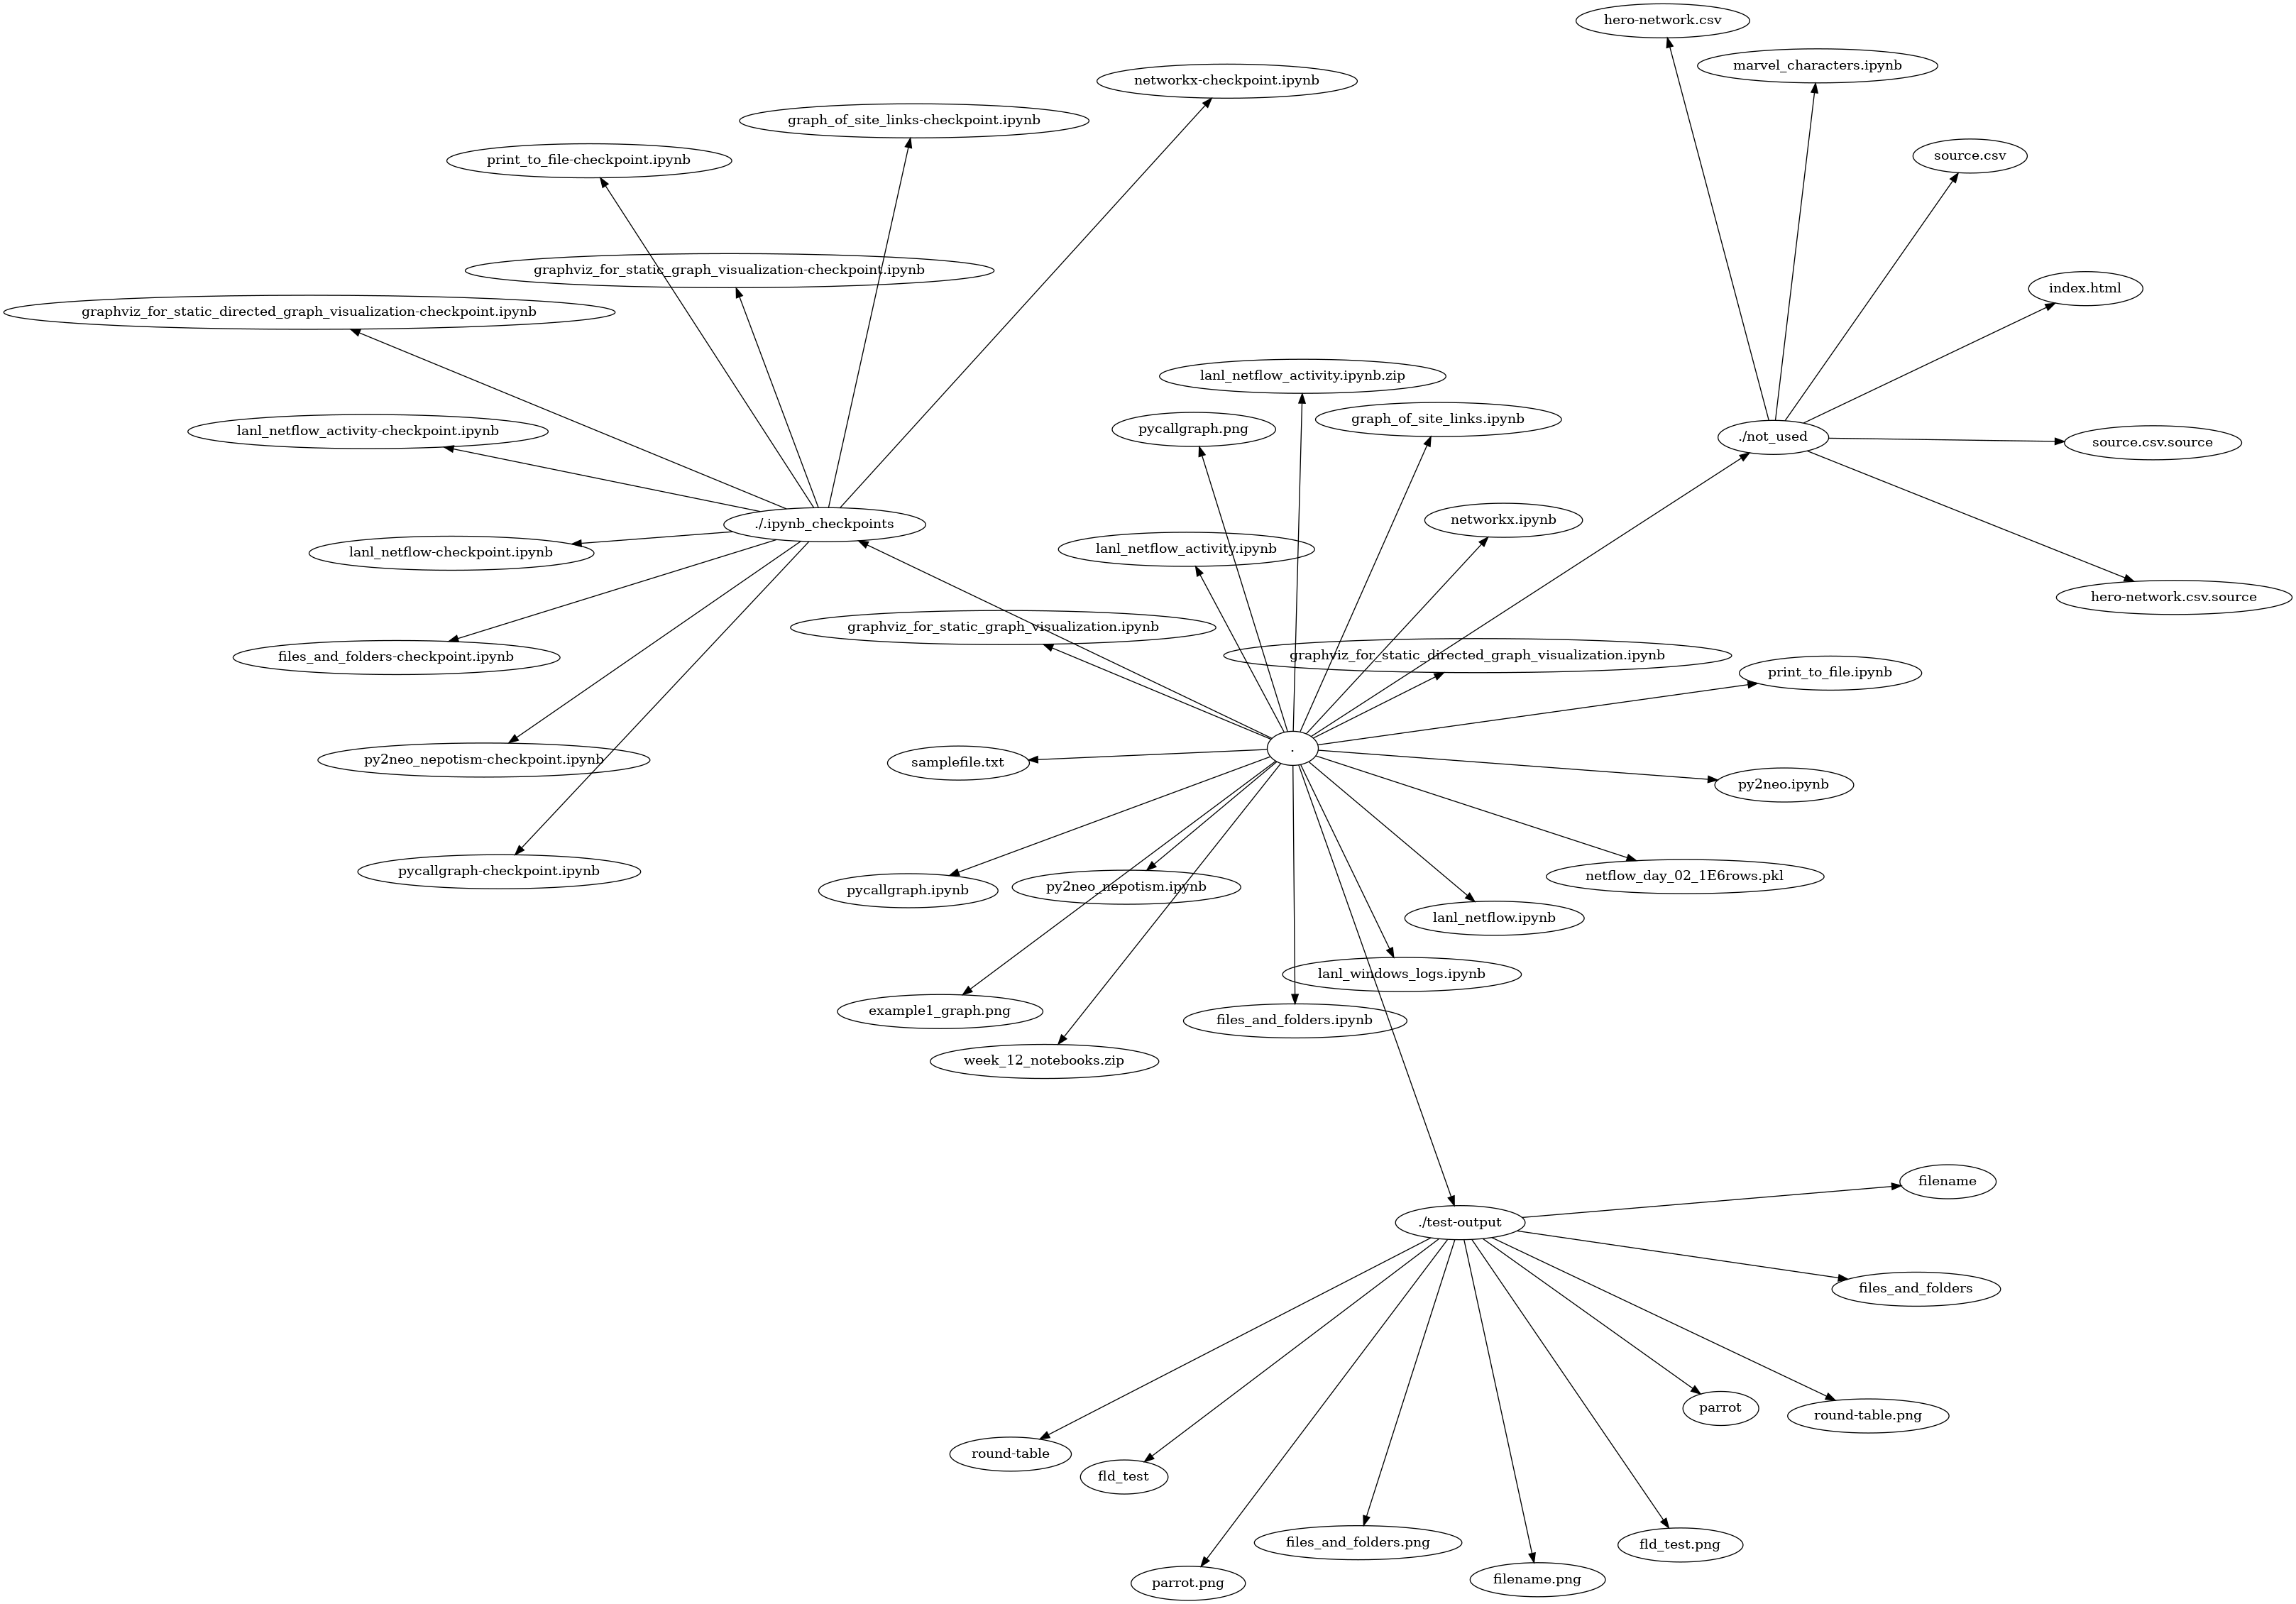 hero-network.csv
marvel_characters.ipynb
networkx-checkpoint.ipynb
graph_of_site_links-checkpoint.ipynb
source.csv
print_to_file-checkpoint.ipynb
graphviz_for_static_graph_visualization-checkpoint.ipynb
index.html
graphviz_for_static_directed_graph_visualization-checkpoint.ipynb
lanl_netflow_activity.ipynb.zip
graph_of_site_links.ipynb
pycallgraph.png
lanl_netflow_activity-checkpoint.ipynb
./not_used
source.csv.source
networkx.ipynb
./.ipynb_checkpoints
lanl_netflow_activity.ipynb
lanl_netflow-checkpoint.ipynb
hero-network.csv.source
graphviz_for_static_graph_visualization.ipynb
graphviz_for_static_directed_graph_visualization.ipynb
files_and_folders-checkpoint.ipynb
print_to_file.ipynb
.
py2neo_nepotism-checkpoint.ipynb
samplefile.txt
py2neo.ipynb
pycallgraph-checkpoint.ipynb
netflow_day_02_1E6rows.pkl
pycallgraph.ipynb
py2neo_nepotism.ipynb
lanl_netflow.ipynb
lanl_windows_logs.ipynb
example1_graph.png
files_and_folders.ipynb
week_12_notebooks.zip
filename
./test-output
files_and_folders
parrot
round-table.png
round-table
fld_test
files_and_folders.png
fld_test.png
filename.png
parrot.png